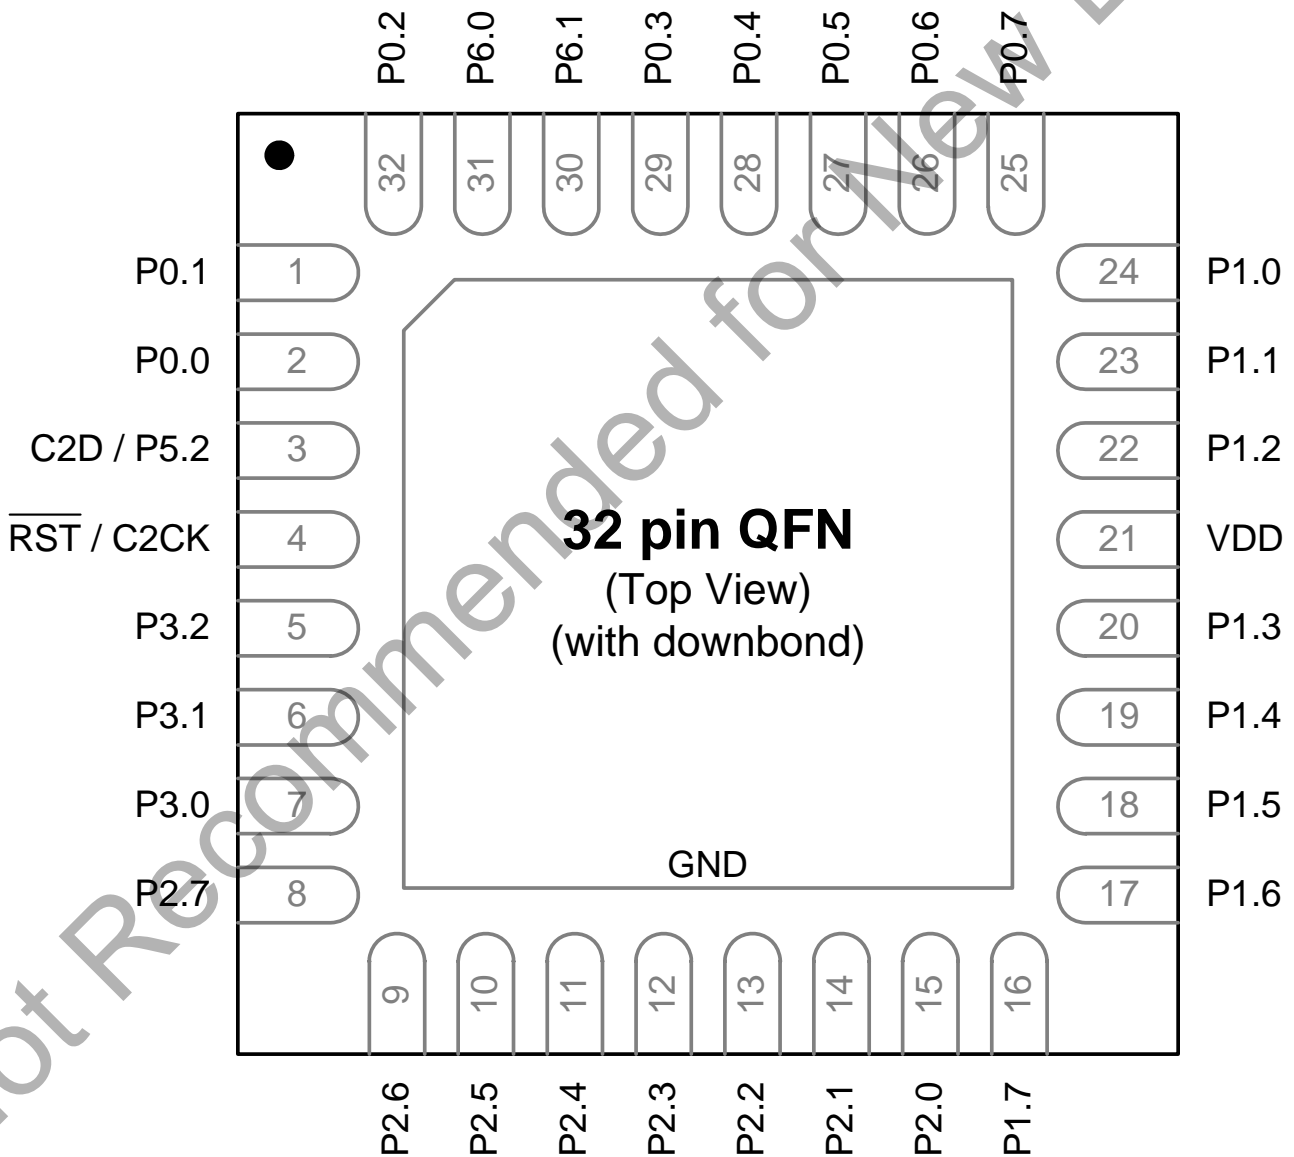 P0.2 P6.0 P6.1 P0.3 P0.4 P0.5 P0.6 P0.7
32 31 30 29 28 27 26 25
P0.1 1 24 P1.0
P0.0 2 23 P1.1
C2D / P5.2 3 22 P1.2
RST / C2CK 4 21 VDD
32 pin QFN
(Top View)
(with downbond)
P3.2 5 20 P1.3
P3.1 6 19 P1.4
P3.0 7 18 P1.5
GND
P2.7 8 17 P1.6
9 10 11 12 13 14 15 16
P2.6 P2.5 P2.4 P2.3 P2.2 P2.1 P2.0 P1.7
Recommended for New